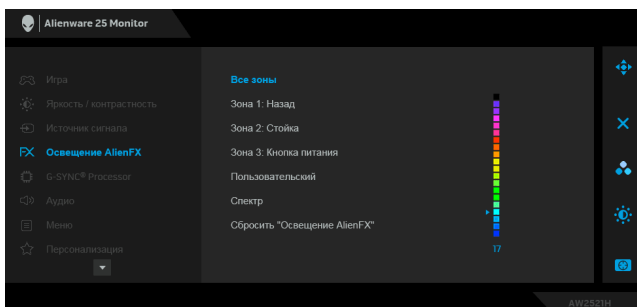 Alienware 25 Monitor
Игра
Яркость / контрастность
Источник сигнала
FX Освещение AlienFX
G-SYNC® Processor
Аудио
Меню
Персонализация
Все зоны
Зона 1: Назад
Зона 2: Стойка
Зона 3: Кнопка питания
Пользовательский
Спектр
Сбросить "Освещение AlienFX"
17
AW2521H